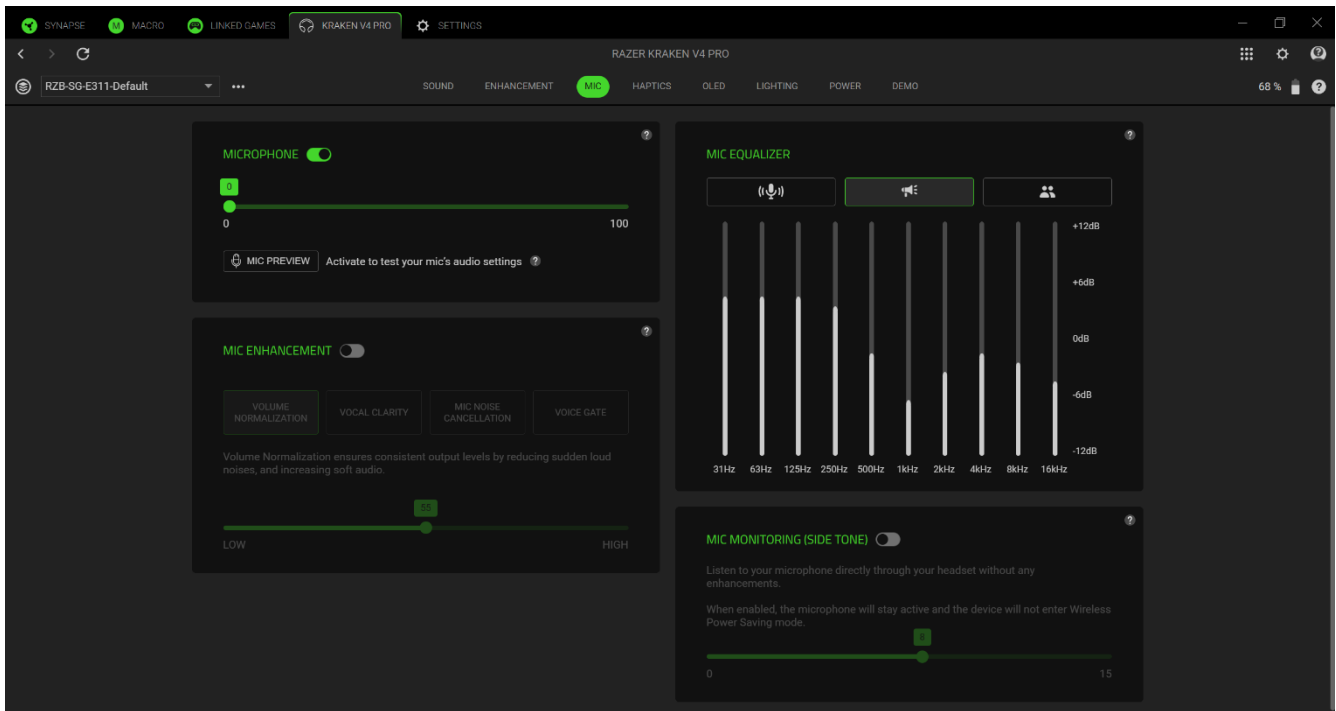 SYNAPSE M MACRO LINKED GAMES KRAKEN V4 PRO SETTINGS
RAZER KRAKEN V4 PRO
RZB-SG-E311-Default SOUND ENHANCEMENT MIC HAPTICS OLED LIGHTING POWER DEMO 68 % ?
?
MICROPHONE
0
0 100
MIC PREVIEW Activate to test your mic's audio settings ?
?
MIC ENHANCEMENT
VOLUME NORMALIZATION VOCAL CLARITY MIC NOISE CANCELLATION VOICE GATE
Volume Normalization ensures consistent output levels by reducing sudden loud
noises, and increasing soft audio.
55
LOW HIGH
?
MIC EQUALIZER
+12dB
+6dB
0dB
-6dB
-12dB
31Hz 63Hz 125Hz 250Hz 500Hz 1kHz 2kHz 4kHz 8kHz 16kHz
?
MIC MONITORING (SIDE TONE)
Listen to your microphone directly through your headset without any
enhancements.
When enabled, the microphone will stay active and the device will not enter Wireless
Power Saving mode.
8
0 15